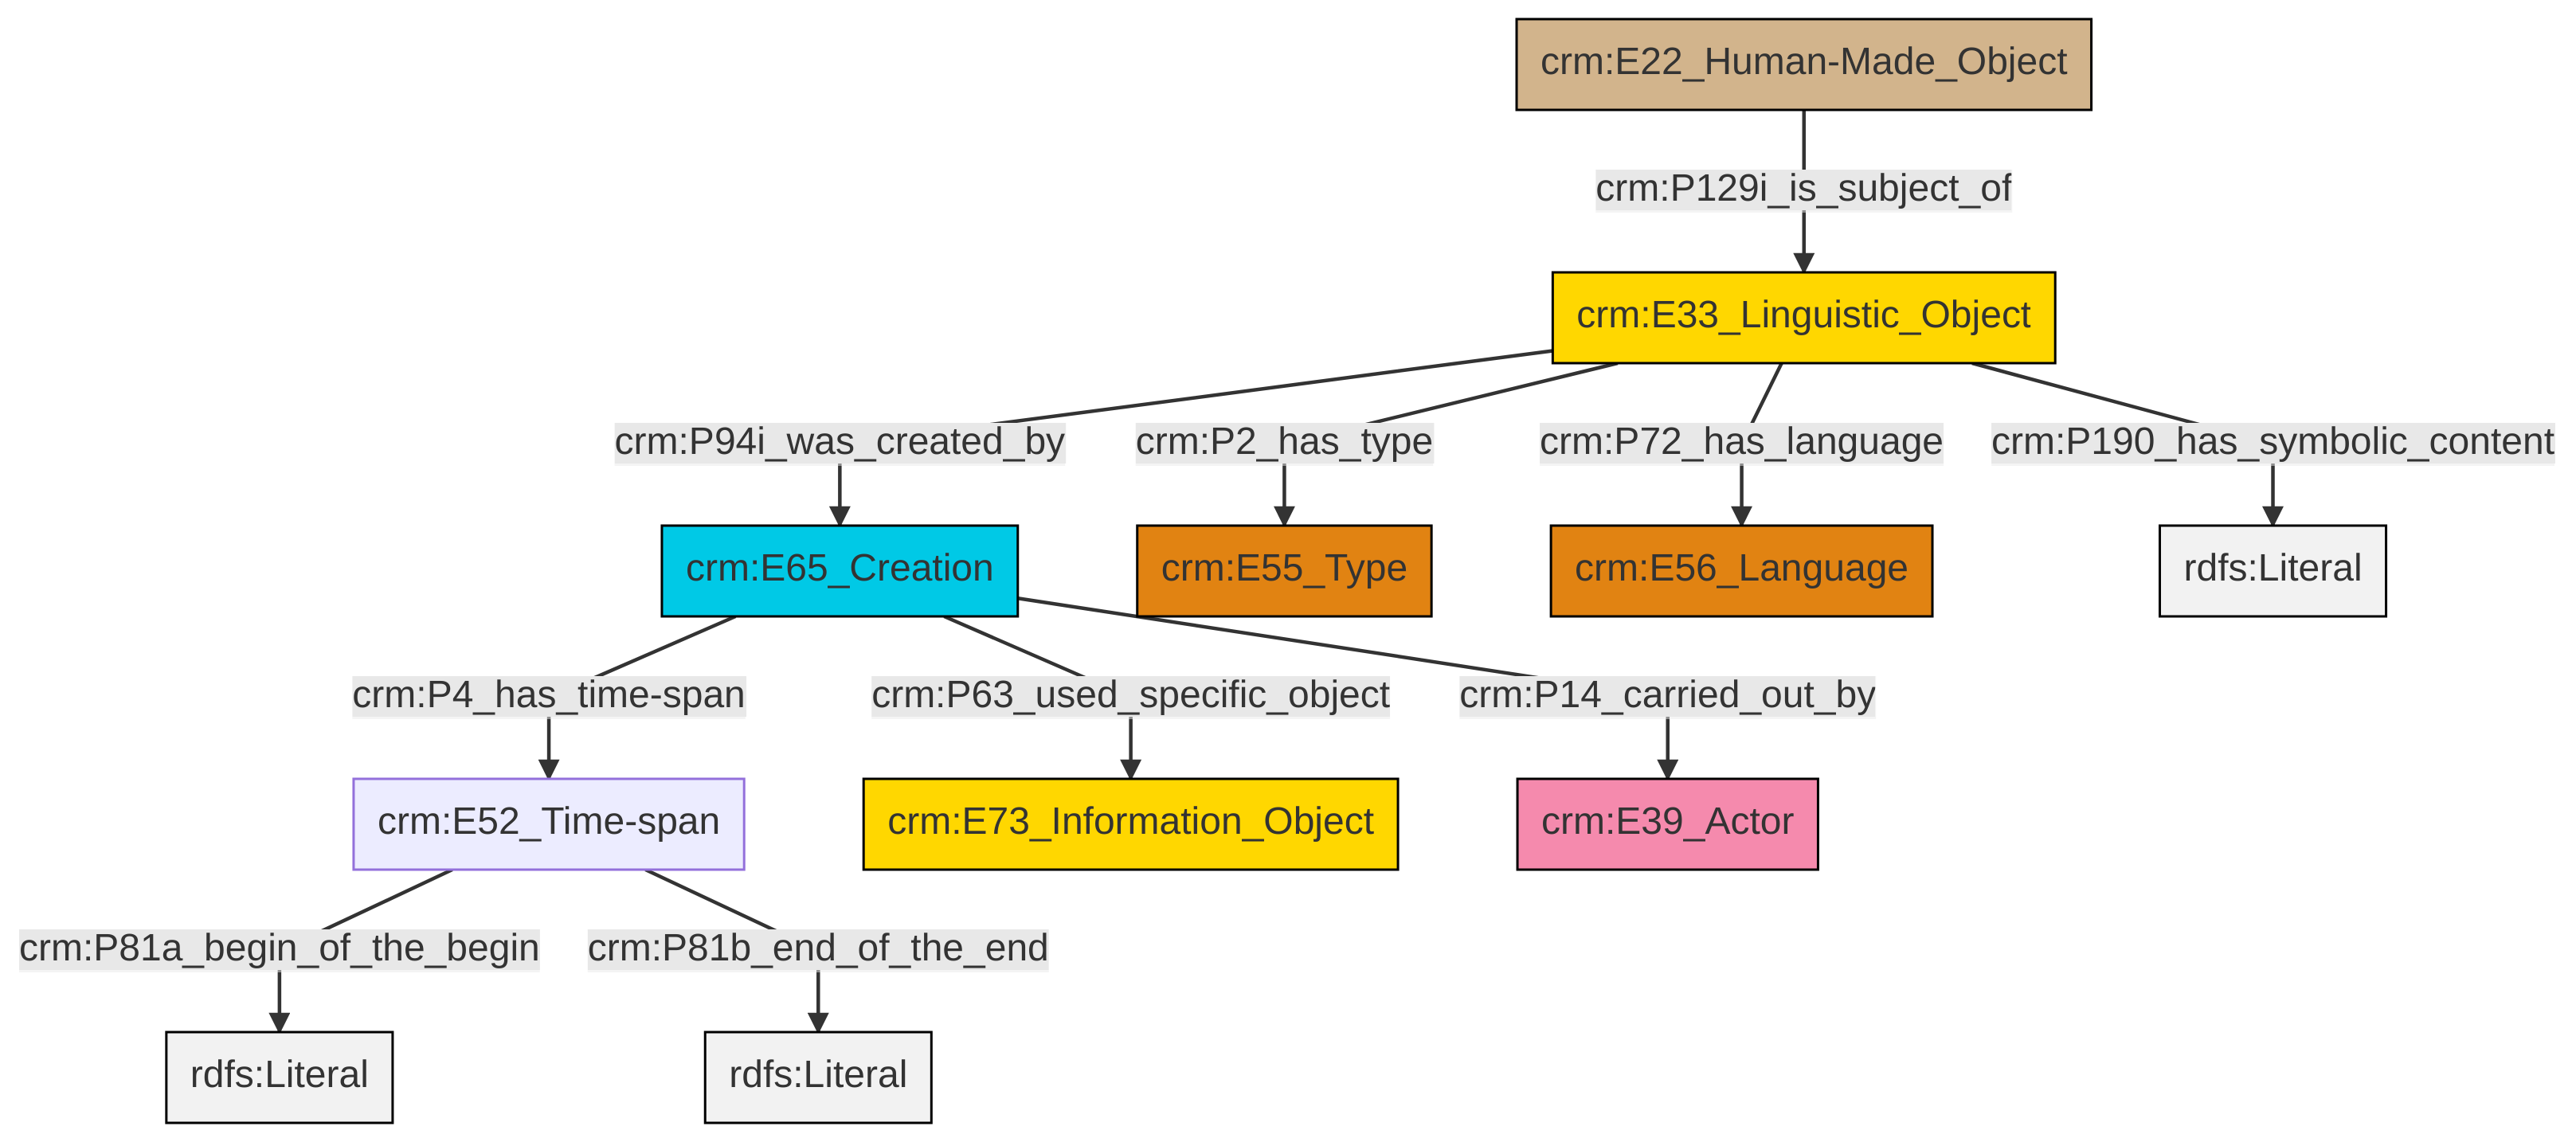 crm:E22_Human-Made_Object
crm:P129i_is_subject_of
crm:E33_Linguistic_Object
crm:P94i_was_created_by
crm:P2_has_type
crm:P72_has_language
crm:P190_has_symbolic_content
crm:E65_Creation
crm:E55_Type
crm:E56_Language
rdfs:Literal
crm:P4_has_time-span
crm:P63_used_specific_object
crm:P14_carried_out_by
crm:E52_Time-span
crm:E73_Information_Object
crm:E39_Actor
crm:P81a_begin_of_the_begin
crm:P81b_end_of_the_end
rdfs:Literal
rdfs:Literal